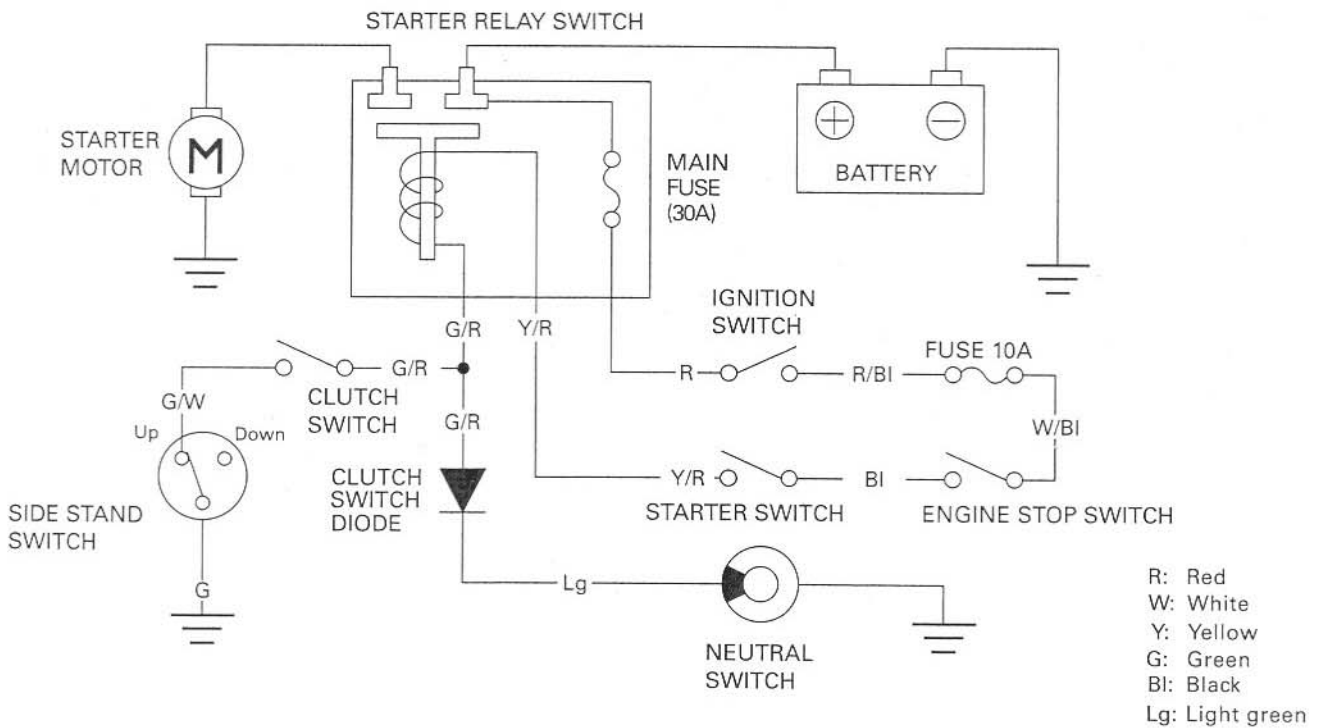 STARTER RELAY SWITCH
STARTER
MOTOR
M
MAIN
FUSE
(30A)
+
−
BATTERY
G/R
Y/R
IGNITION
SWITCH
G/R
CLUTCH
SWITCH
R
R/Bl
FUSE 10A
G/W
Up
Down
G/R
W/Bl
SIDE STAND
SWITCH
CLUTCH
SWITCH
DIODE
Y/R
Bl
STARTER SWITCH
ENGINE STOP SWITCH
G
Lg
NEUTRAL
SWITCH
R: Red
W: White
Y: Yellow
G: Green
Bl: Black
Lg: Light green